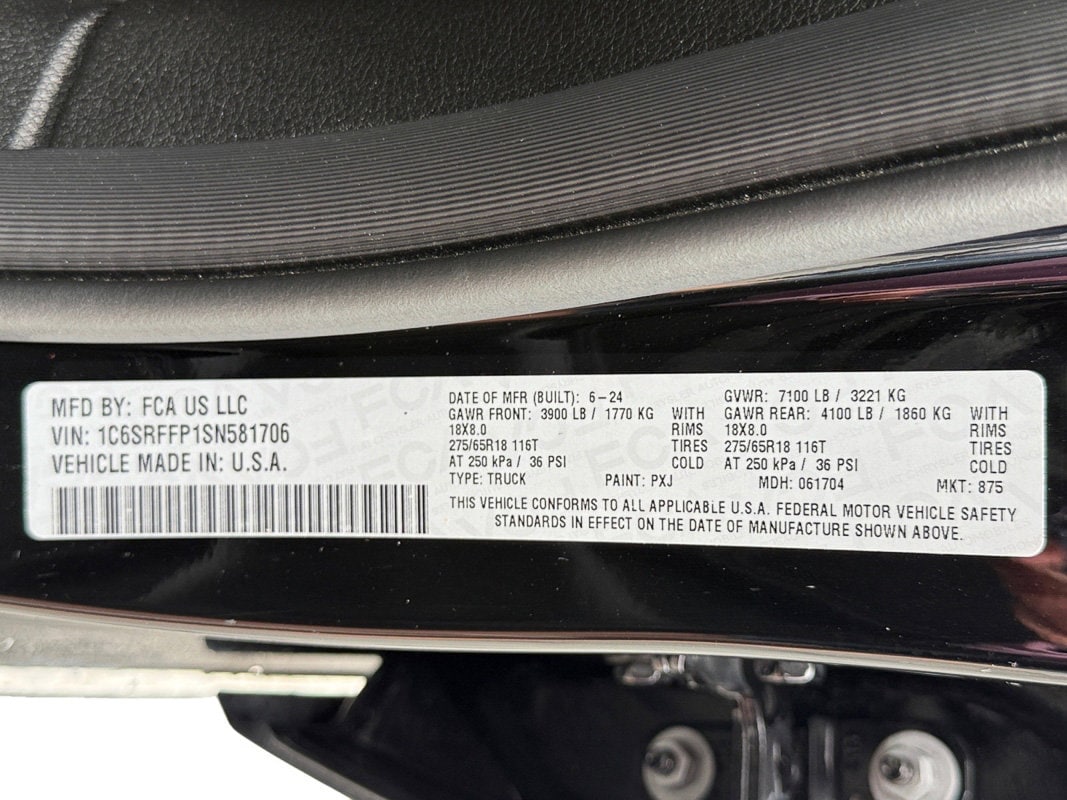 MFD BY: FCA US LLC
VIN: 1C6SRFFP1SN581706
VEHICLE MADE IN: U.S.A.
DATE OF MFR (BUILT): 6-24 GVWR: 7100 LB / 3221 KG
GAWR FRONT: 3900 LB / 1770 KG WITH GAWR REAR: 4100 LB / 1860 KG WITH
18X8.0 RIMS 18X8.0 RIMS
275/65R18 116T TIRES 275/65R18 116T TIRES
AT 250 kPa / 36 PSI COLD AT 250 kPa / 36 PSI COLD
TYPE: TRUCK PAINT: PXJ MDH: 061704 MKT: 875
THIS VEHICLE CONFORMS TO ALL APPLICABLE U.S.A. FEDERAL MOTOR VEHICLE SAFETY
STANDARDS IN EFFECT ON THE DATE OF MANUFACTURE SHOWN ABOVE.